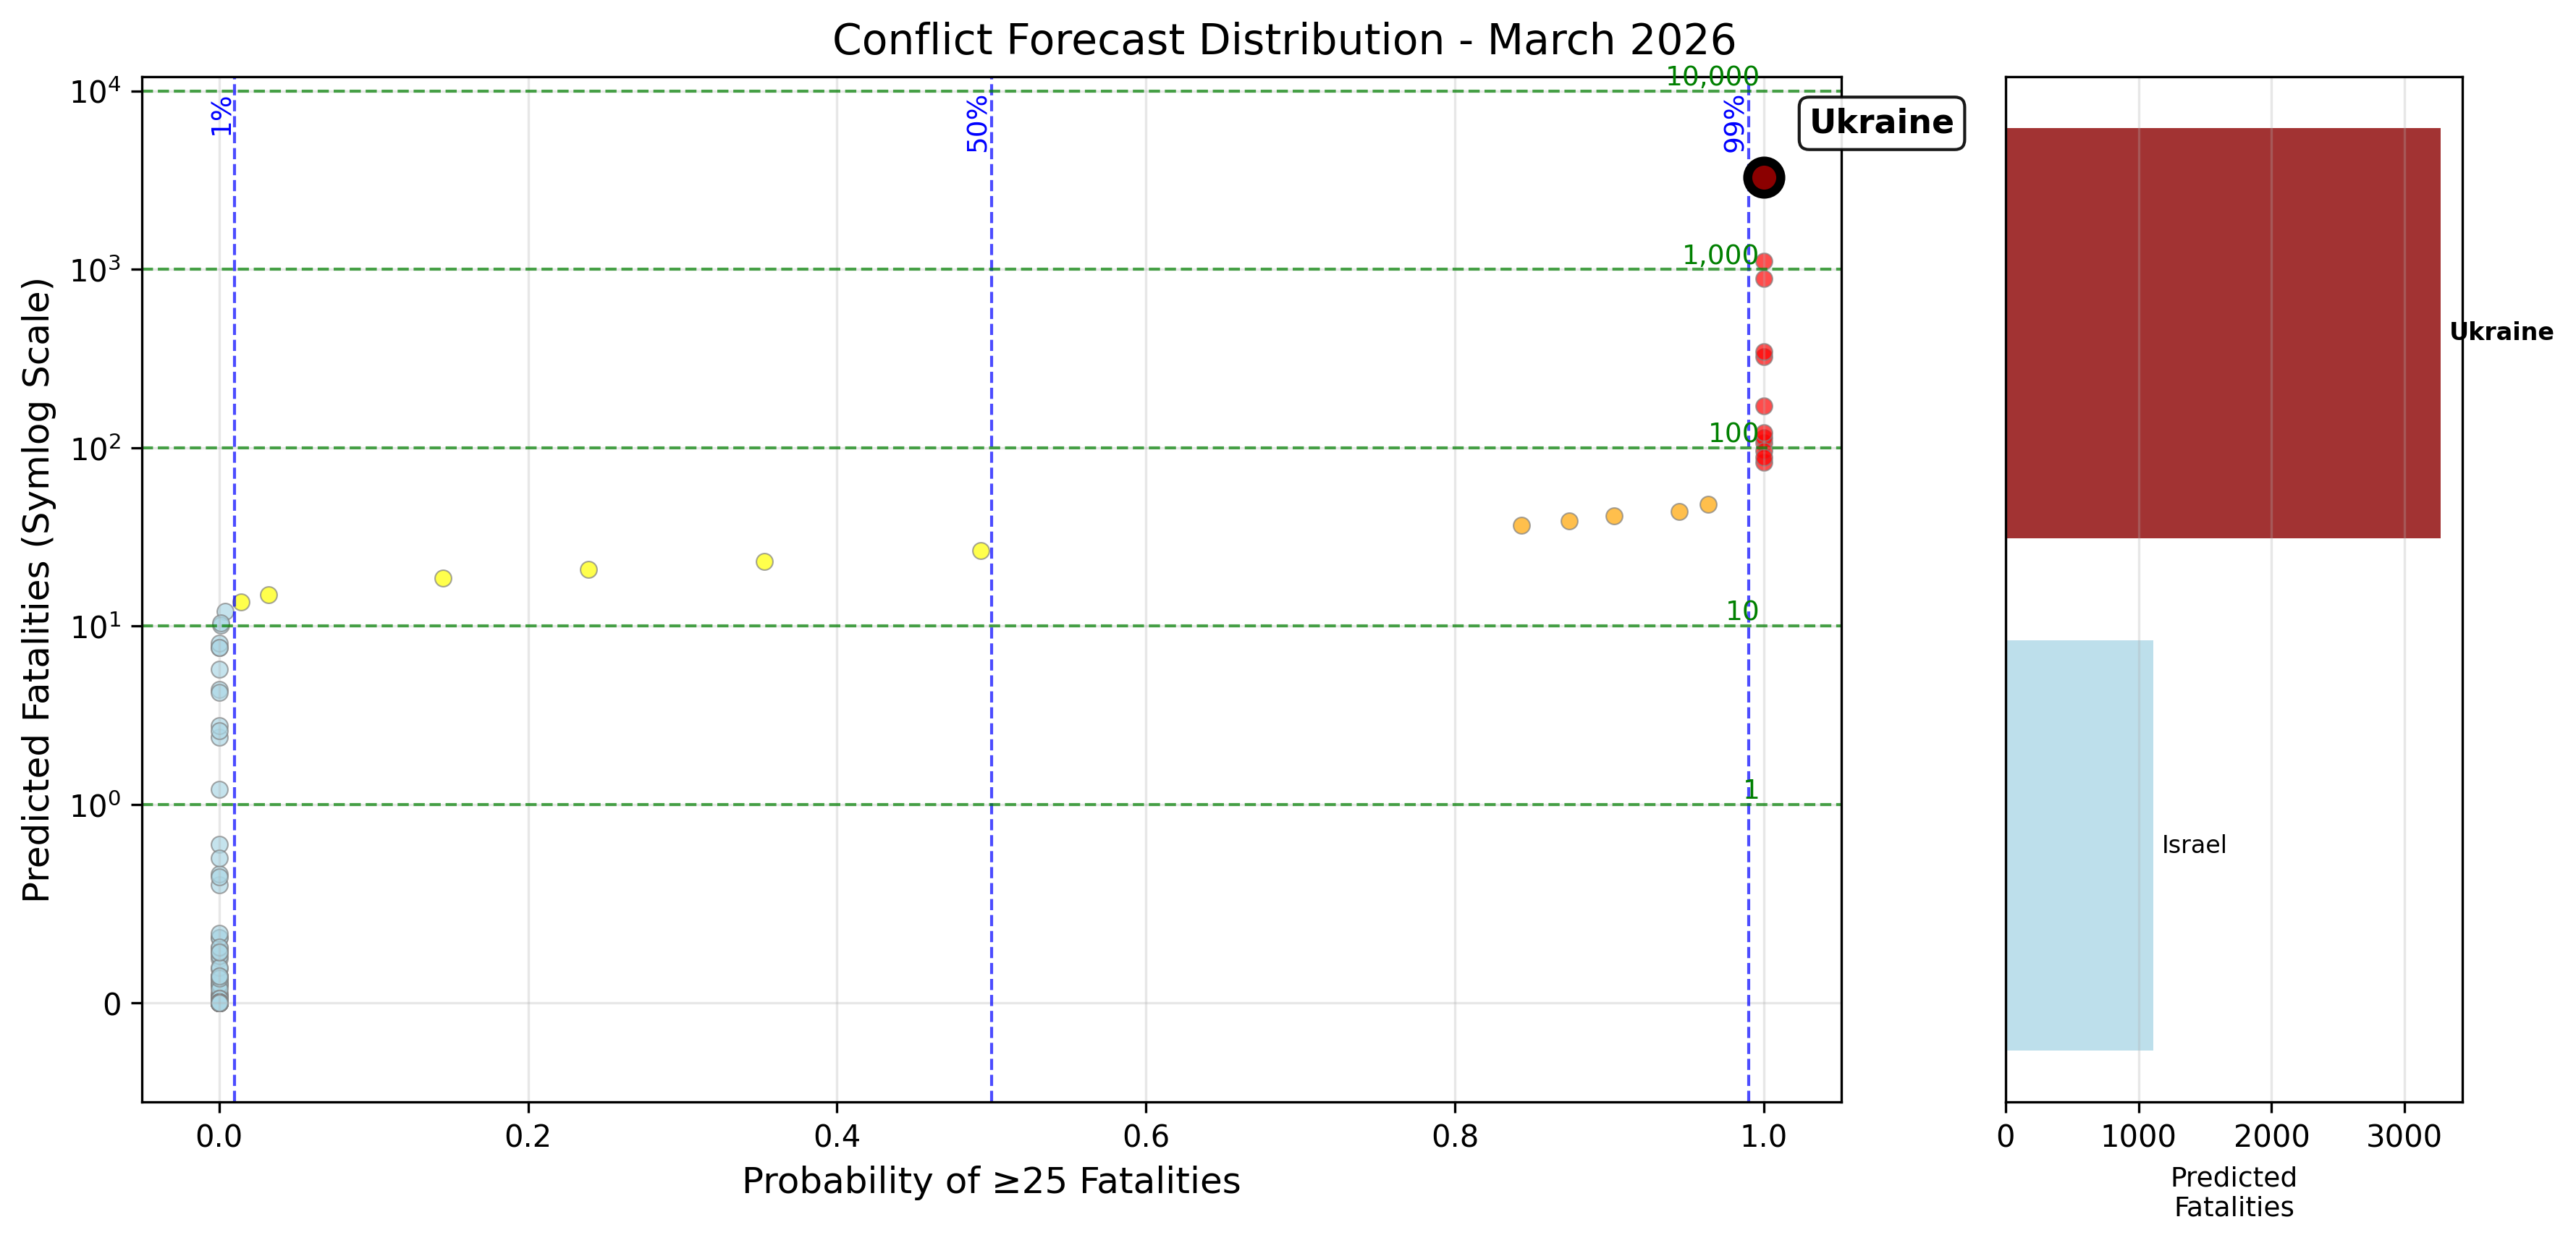 Conflict Forecast Distribution - March 2026
Predicted Fatalities (Symlog Scale)
10⁴
10³
10²
10¹
10⁰
0
1%
50%
99%
10,000
1,000
100
10
1
Ukraine
0.0 0.2 0.4 0.6 0.8 1.0
Probability of ≥25 Fatalities
Ukraine
Israel
0 1000 2000 3000
Predicted
Fatalities